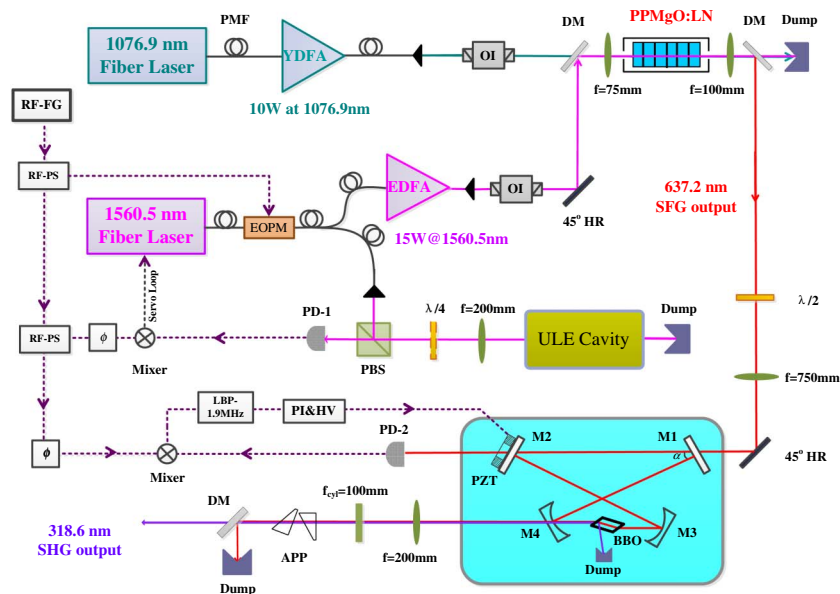 PMF
1076.9 nm
Fiber Laser
YDFA
10W at 1076.9nm
OI
DM
PPMgO:LN
DM
Dump
f=75mm
f=100mm
RF-FG
RF-PS
1560.5 nm
Fiber Laser
EOPM
EDFA
15W@1560.5nm
OI
45° HR
637.2 nm
SFG output
Servo Loop
λ/2
RF-PS
ϕ
Mixer
PD-1
PBS
λ/4
f=200mm
ULE Cavity
Dump
f=750mm
LBP-
1.9MHz
PI&HV
ϕ
Mixer
PD-2
M2
PZT
M1
α
45° HR
M4
BBO
M3
Dump
DM
318.6 nm
SHG output
Dump
APP
fcyl=100mm
f=200mm